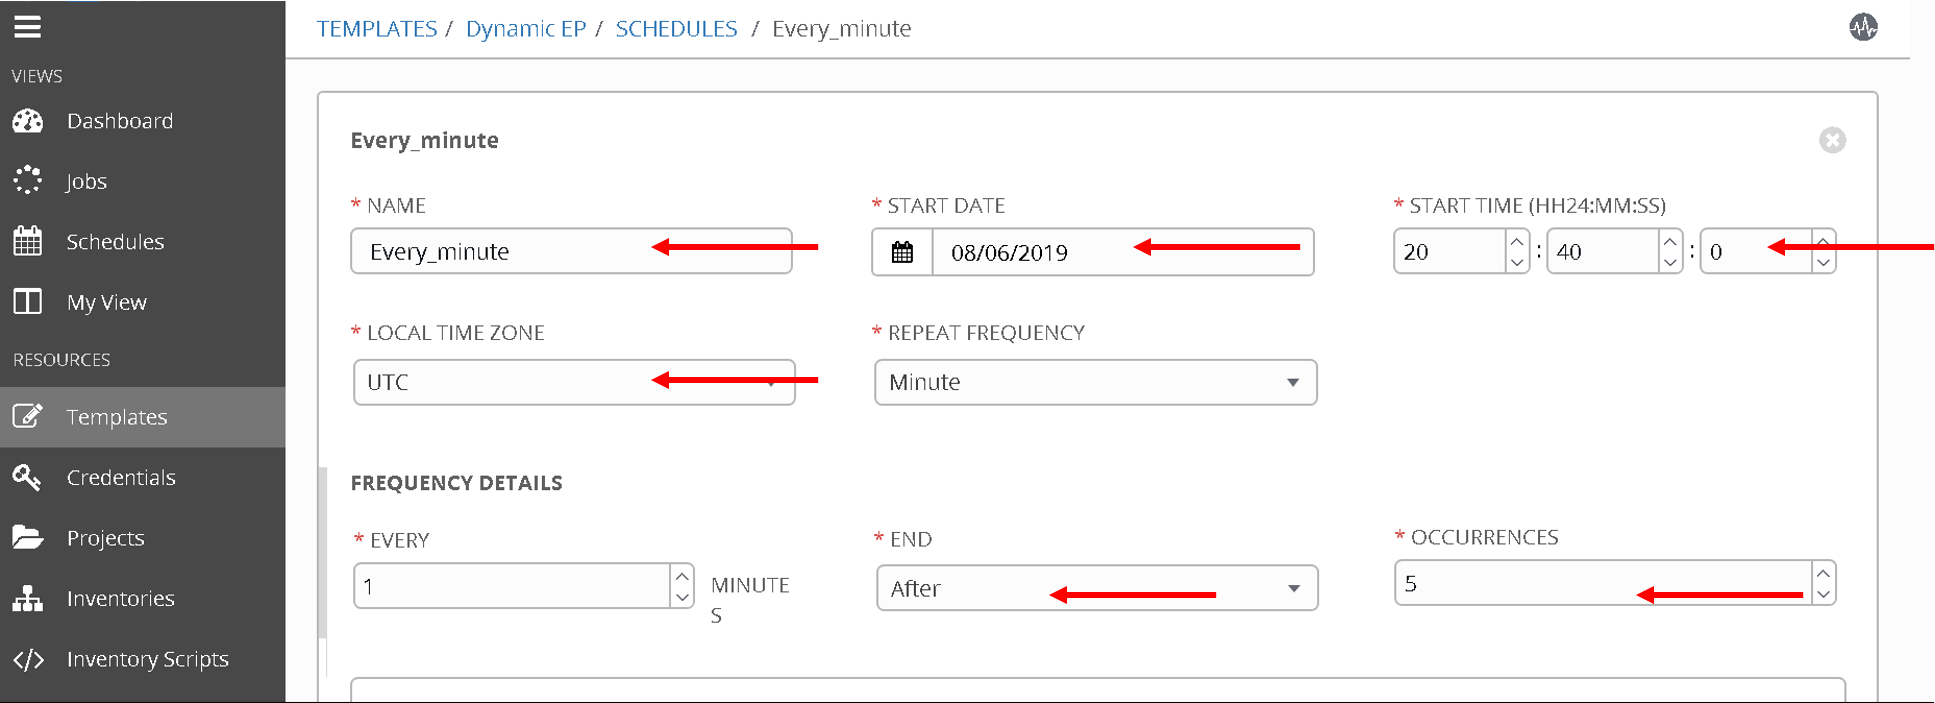 TEMPLATES / Dynamic EP / SCHEDULES / Every_minute
VIEWS
Dashboard
Jobs
Schedules
My View
RESOURCES
Templates
Credentials
Projects
Inventories
Inventory Scripts
Every_minute
* NAME
Every_minute
* START DATE
08/06/2019
* START TIME (HH24:MM:SS)
20 : 40 : 0
* LOCAL TIME ZONE
UTC
* REPEAT FREQUENCY
Minute
FREQUENCY DETAILS
* EVERY
1
MINUTE
S
* END
After
* OCCURRENCES
5